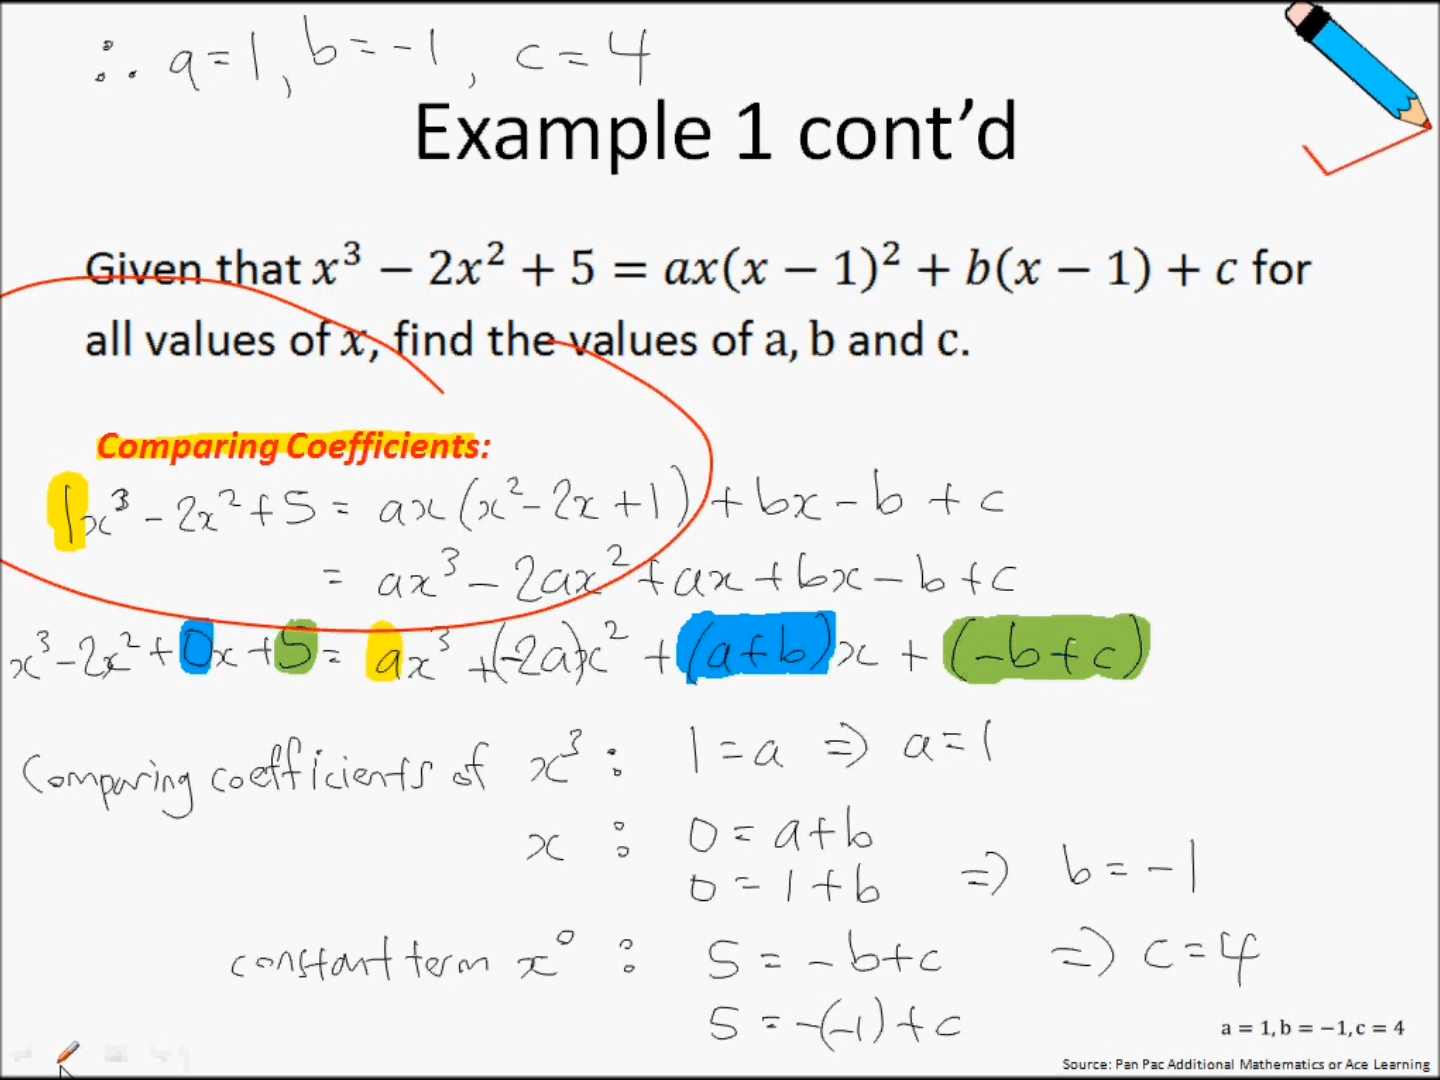 ∴ a=1, b=-1, c=4
Example 1 cont’d
Given that x³ − 2x² + 5 = ax(x − 1)² + b(x − 1) + c for
all values of x, find the values of a, b and c.
Comparing Coefficients:
1x³ - 2x² + 5 = ax(x² - 2x + 1) + bx - b + c
= ax³ - 2ax² + ax + bx - b + c
x³ - 2x² + 0x + 5 = ax³ + (-2a)x² + (a+b)x + (-b+c)
Comparing coefficients of x³ : 1 = a ⇒ a = 1
x : 0 = a+b
0 = 1+b ⇒ b = -1
constant term x⁰ : 5 = -b+c ⇒ c = 4
5 = -(-1)+c
a = 1, b = −1, c = 4
Source: Pan Pac Additional Mathematics or Ace Learning